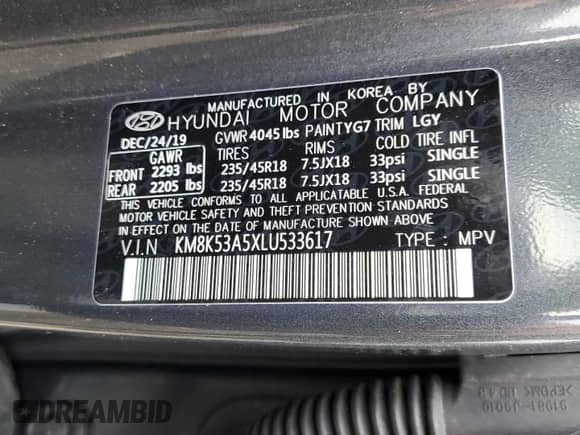 MANUFACTURED IN KOREA BY
HYUNDAI MOTOR COMPANY
DEC/24/19 GVWR 4045 lbs PAINT YG7 TRIM LGY
GAWR TIRES RIMS COLD TIRE INFL
FRONT 2293 lbs 235/45R18 7.5JX18 33psi SINGLE
REAR 2205 lbs 235/45R18 7.5JX18 33psi SINGLE
THIS VEHICLE CONFORMS TO ALL APPLICABLE U.S.A. FEDERAL
MOTOR VEHICLE SAFETY AND THEFT PREVENTION STANDARDS
IN EFFECT ON THE DATE OF MANUFACTURE SHOWN ABOVE.
V.I.N KM8K53A5XLU533617 TYPE : MPV
>EPDM<
91981-J9010
DREAMBID